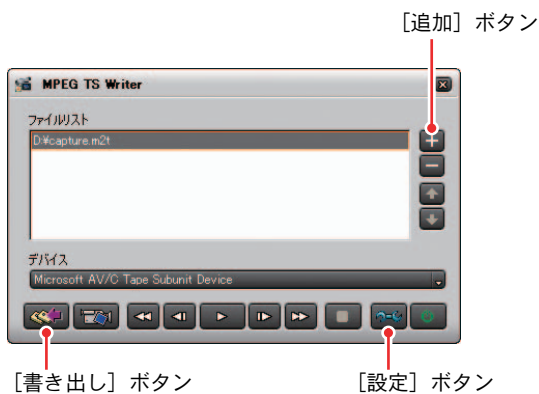 ［追加］ボタン
MPEG TS Writer
ファイルリスト
D:¥capture.m2t
デバイス
Microsoft AV/C Tape Subunit Device
［書き出し］ボタン
［設定］ボタン